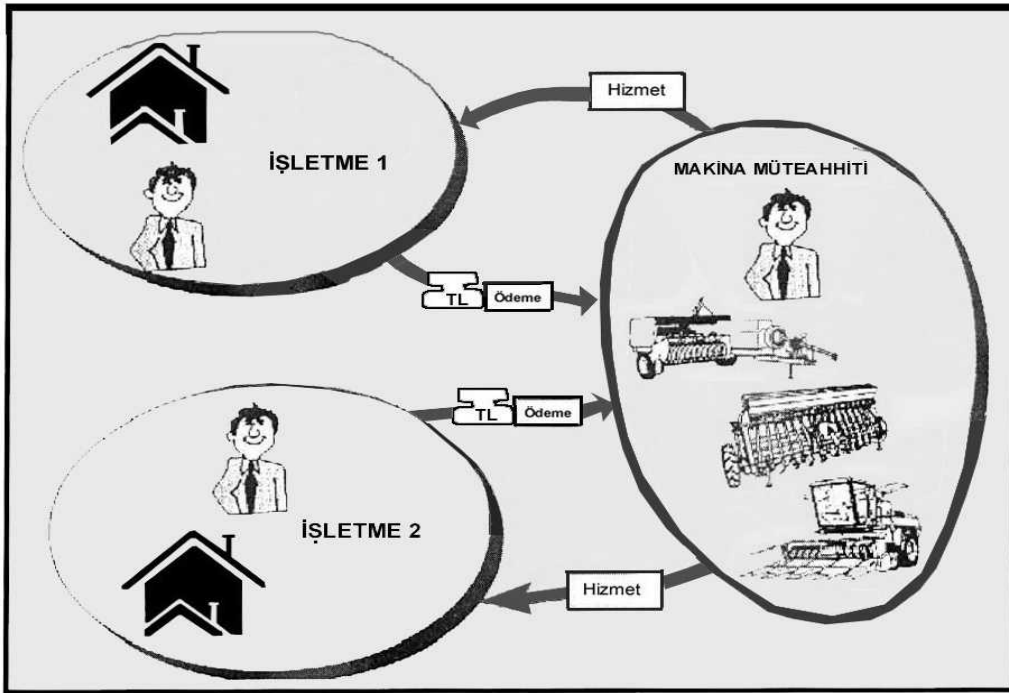 Hizmet
İŞLETME 1
MAKİNA MÜTEAHHİTİ
TL
Ödeme
TL
Ödeme
İŞLETME 2
Hizmet